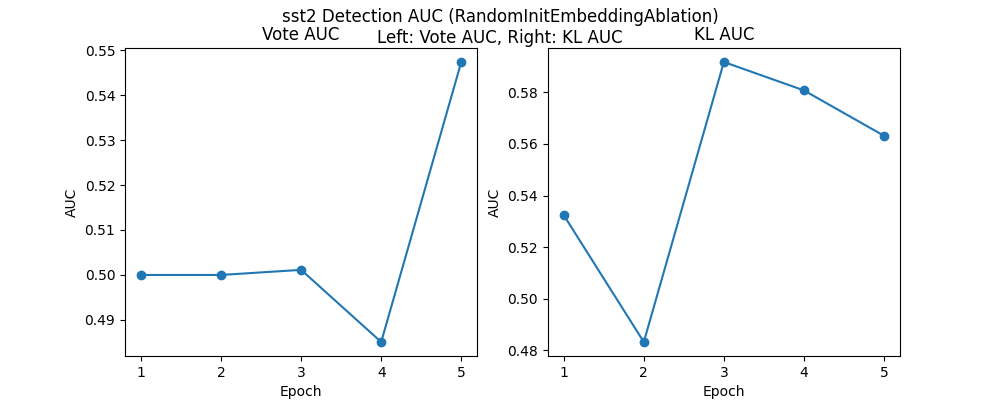 sst2 Detection AUC (RandomInitEmbeddingAblation)
Left: Vote AUC, Right: KL AUC
Vote AUC
KL AUC
0.55
0.54
0.53
0.52
0.51
0.50
0.49
AUC
1 2 3 4 5
Epoch
0.58
0.56
0.54
0.52
0.50
0.48
AUC
1 2 3 4 5
Epoch